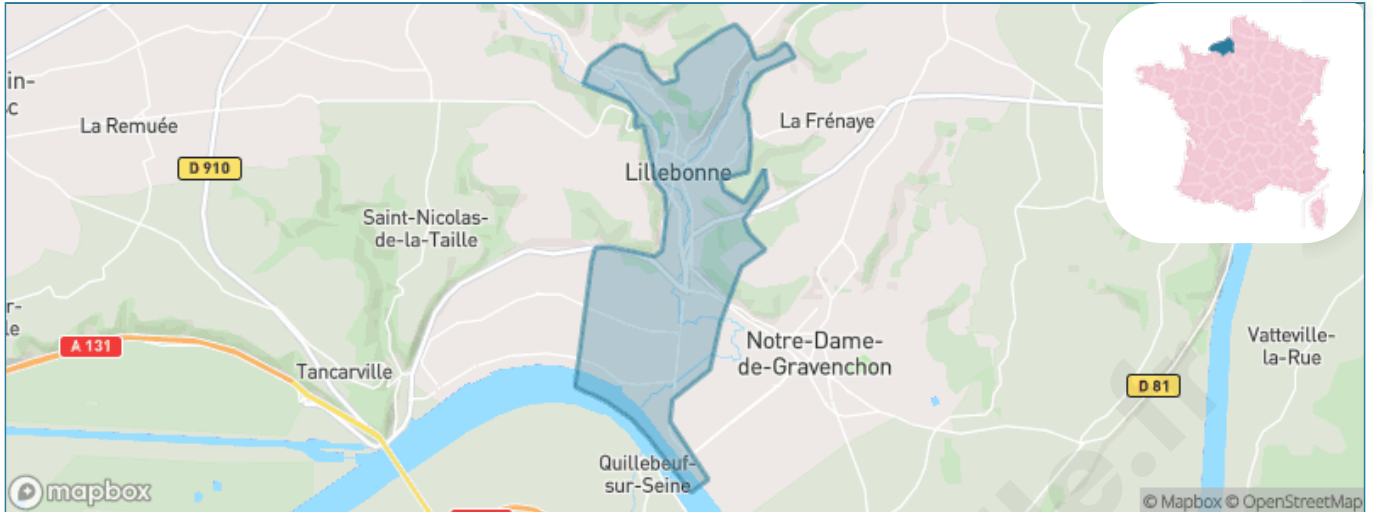 in-
La Remuée
La Frénaye
D 910
Lillebonne
Saint-Nicolas-
de-la-Taille
A 131
Tancarville
Notre-Dame-
de-Gravenchon
Vatteville-
la-Rue
D 81
Quillebeuf-
sur-Seine
mapbox
© Mapbox © OpenStreetMap